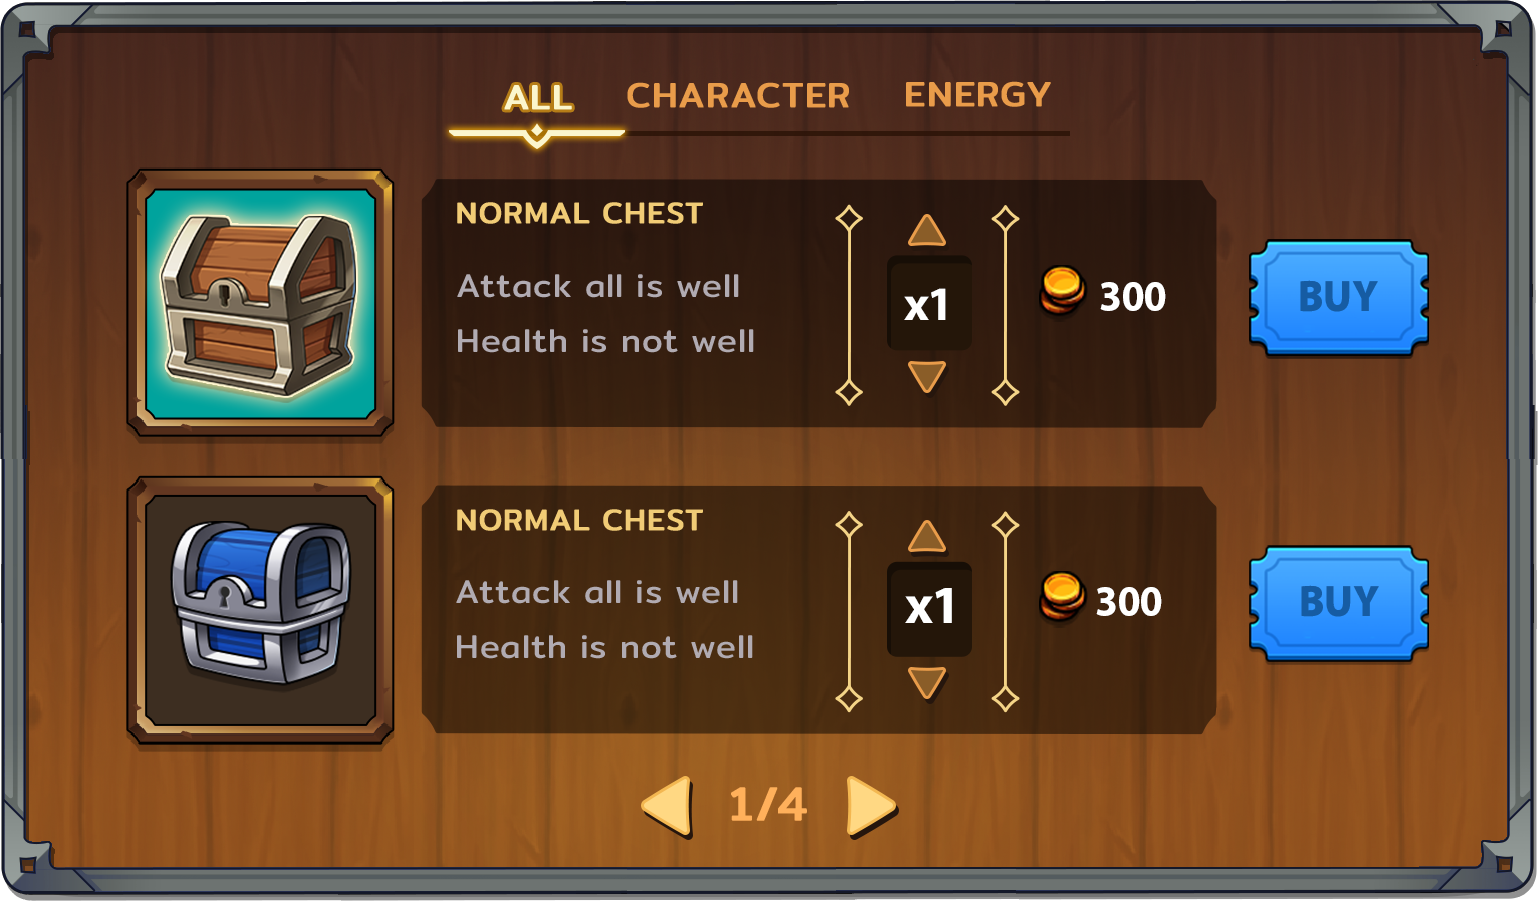 ALL CHARACTER ENERGY
NORMAL CHEST
Attack all is well
Health is not well
x1
300
BUY
NORMAL CHEST
Attack all is well
Health is not well
x1
300
BUY
1/4